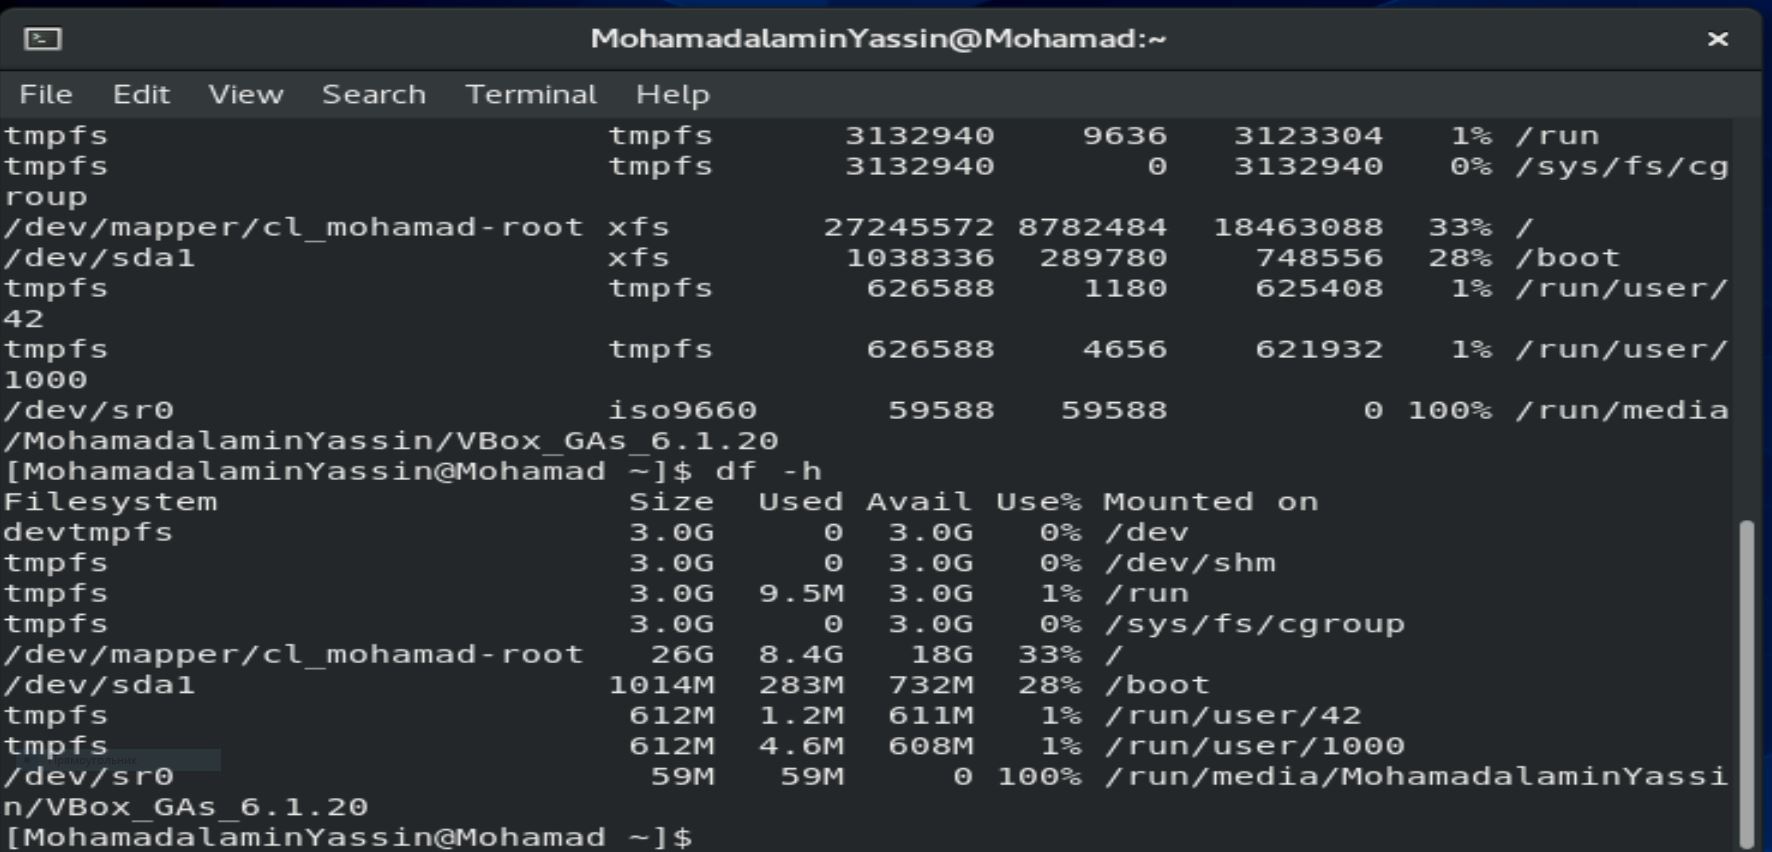 MohamadalaminYassin@Mohamad:~
File Edit View Search Terminal Help
tmpfs tmpfs 3132940 9636 3123304 1% /run
tmpfs tmpfs 3132940 0 3132940 0% /sys/fs/cg
roup
/dev/mapper/cl_mohamad-root xfs 27245572 8782484 18463088 33% /
/dev/sda1 xfs 1038336 289780 748556 28% /boot
tmpfs tmpfs 626588 1180 625408 1% /run/user/
42
tmpfs tmpfs 626588 4656 621932 1% /run/user/
1000
/dev/sr0 iso9660 59588 59588 0 100% /run/media
/MohamadalaminYassin/VBox_GAs_6.1.20
[MohamadalaminYassin@Mohamad ~]$ df -h
Filesystem Size Used Avail Use% Mounted on
devtmpfs 3.0G 0 3.0G 0% /dev
tmpfs 3.0G 0 3.0G 0% /dev/shm
tmpfs 3.0G 9.5M 3.0G 1% /run
tmpfs 3.0G 0 3.0G 0% /sys/fs/cgroup
/dev/mapper/cl_mohamad-root 26G 8.4G 18G 33% /
/dev/sda1 1014M 283M 732M 28% /boot
tmpfs 612M 1.2M 611M 1% /run/user/42
tmpfs 612M 4.6M 608M 1% /run/user/1000
/dev/sr0 59M 59M 0 100% /run/media/MohamadalaminYassi
n/VBox_GAs_6.1.20
[MohamadalaminYassin@Mohamad ~]$